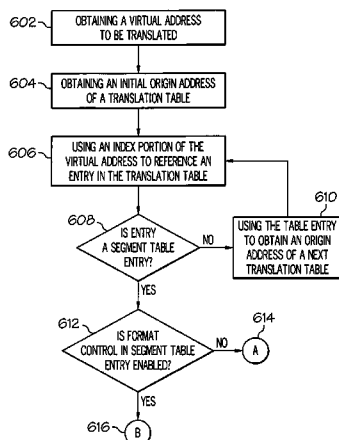 602
OBTAINING A VIRTUAL ADDRESS
TO BE TRANSLATED
604
OBTAINING AN INITIAL ORIGIN ADDRESS
OF A TRANSLATION TABLE
606
USING AN INDEX PORTION OF THE
VIRTUAL ADDRESS TO REFERENCE AN
ENTRY IN THE TRANSLATION TABLE
608
IS ENTRY
A SEGMENT TABLE
ENTRY?
NO
610
USING THE TABLE ENTRY
TO OBTAIN AN ORIGIN
ADDRESS OF A NEXT
TRANSLATION TABLE
YES
612
IS FORMAT
CONTROL IN SEGMENT TABLE
ENTRY ENABLED?
NO
614
A
YES
616
B